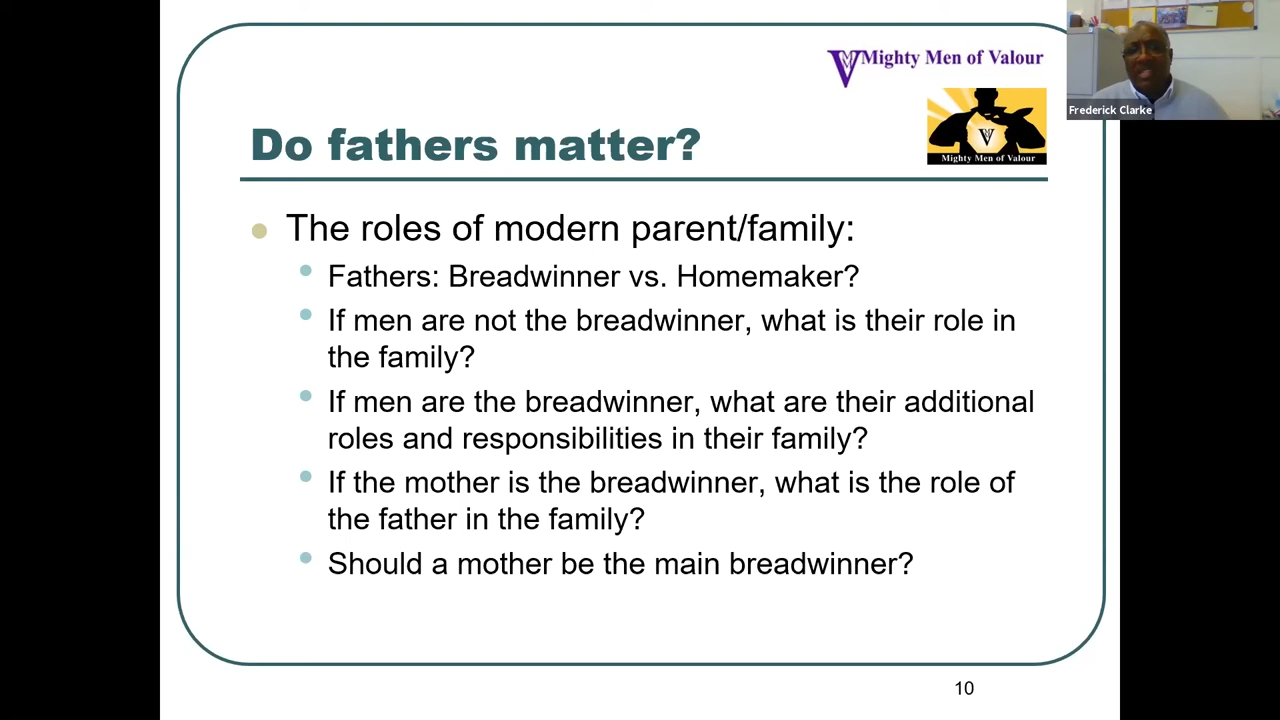 Mighty Men of Valour
Frederick Clarke
Do fathers matter?
V
Mighty Men of Valour
The roles of modern parent/family:
Fathers: Breadwinner vs. Homemaker?
If men are not the breadwinner, what is their role in
the family?
If men are the breadwinner, what are their additional
roles and responsibilities in their family?
If the mother is the breadwinner, what is the role of
the father in the family?
Should a mother be the main breadwinner?
10